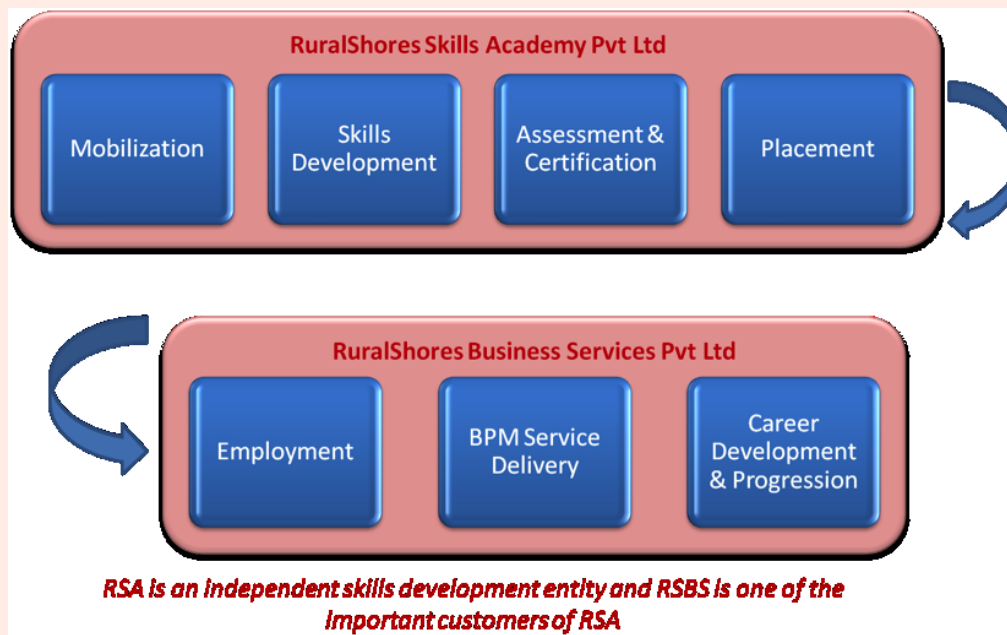 RuralShores Skills Academy Pvt Ltd
Mobilization
Skills
Development
Assessment &
Certification
Placement
RuralShores Business Services Pvt Ltd
Employment
BPM Service
Delivery
Career
Development
& Progression
RSA is an independent skills development entity and RSBS is one of the
important customers of RSA